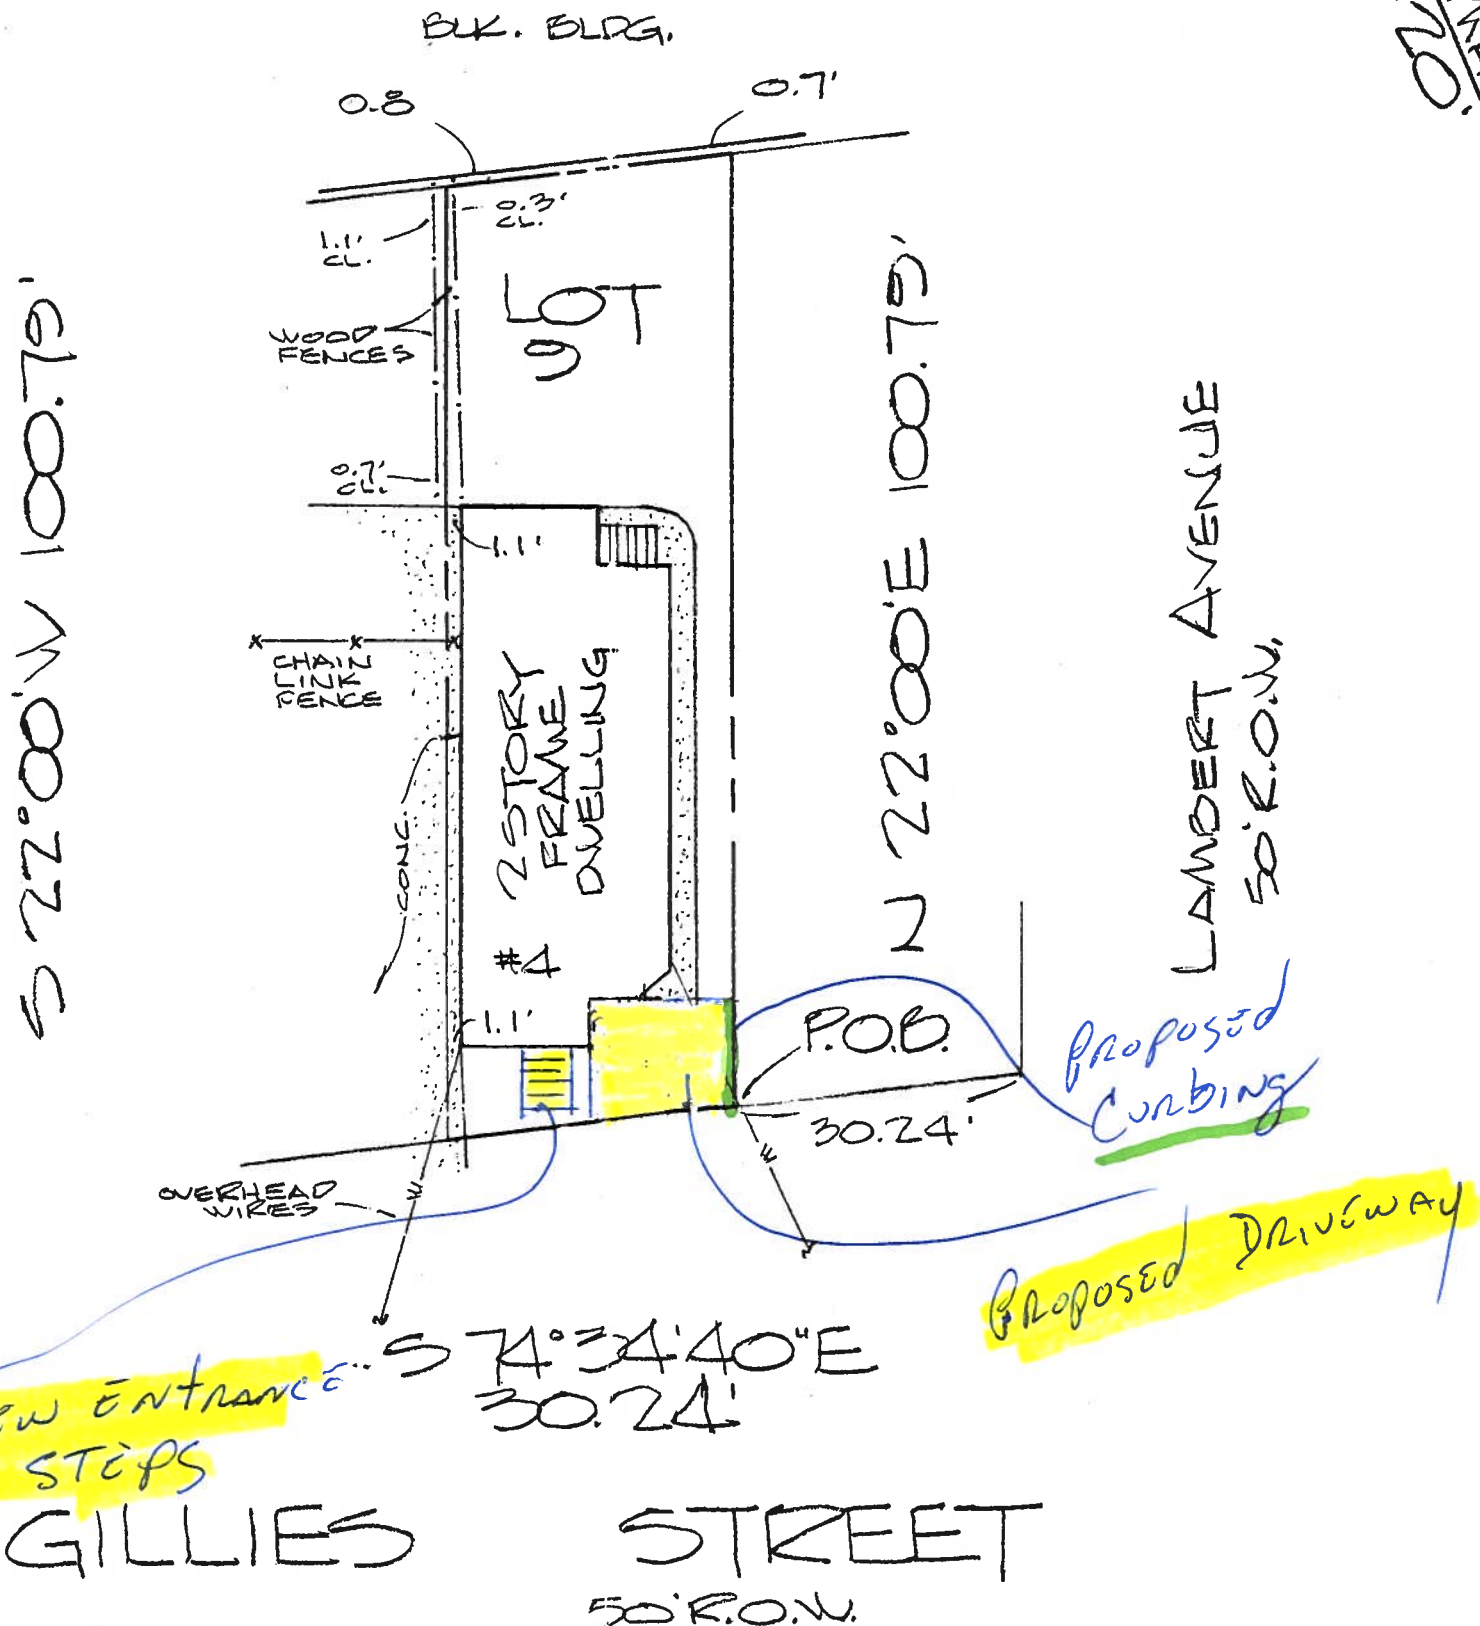 BLK. BLDG.
0.8
0.7'
0.3'
CL.
1.1'
CL.
LOT
9
WOOD
FENCES
0.7'
CL.
1.1'
S 22°00'W 100.79'
N 22°00'E 100.79'
LAMBERT AVENUE
50' R.O.W.
CHAIN
LINK
FENCE
2 STORY
FRAME
DWELLING
CONC.
#4
1.1'
P.O.B.
30.24'
PROPOSED
CURBING
OVERHEAD
WIRES
W
W
PROPOSED DRIVEWAY
S 74°34'40"E
30.24'
ENTRANCE
STEPS
GILLIES STREET
50' R.O.W.